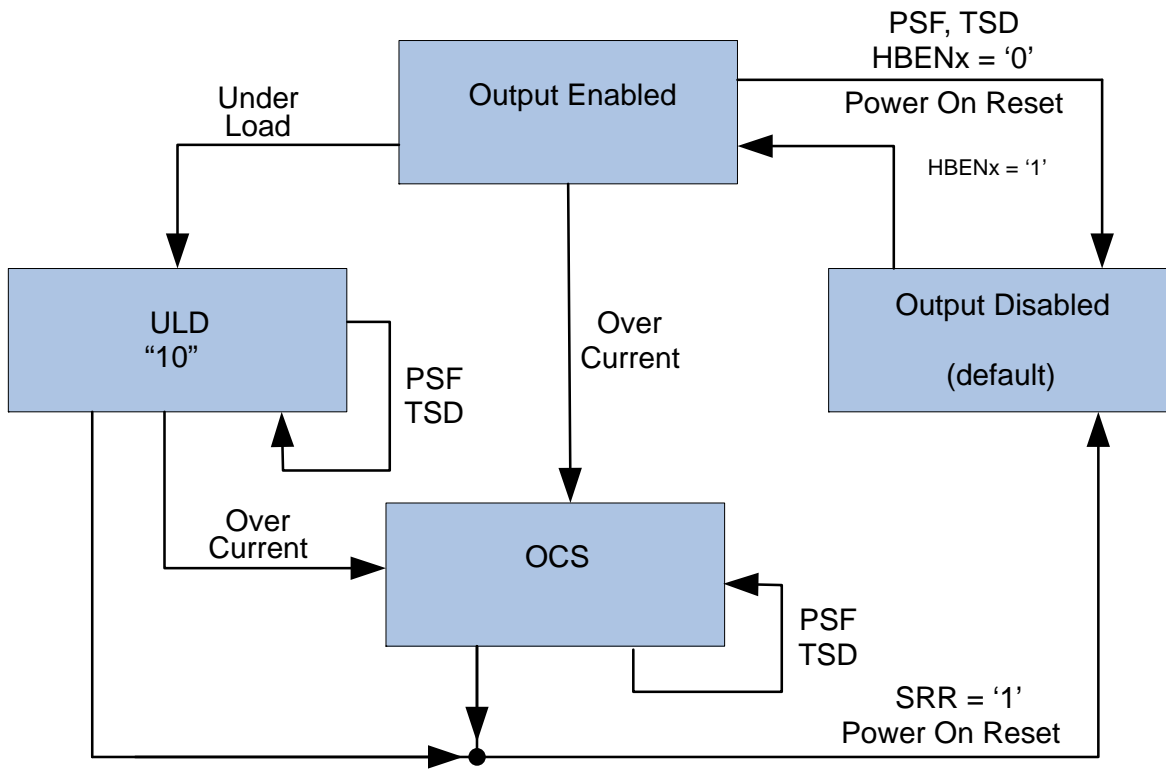 PSF, TSD
HBENx = ‘0’
Power On Reset
Output Enabled
Under
Load
HBENx = ‘1’
ULD
“10”
PSF
TSD
Over
Current
Output Disabled
(default)
Over
Current
OCS
PSF
TSD
SRR = ‘1’
Power On Reset